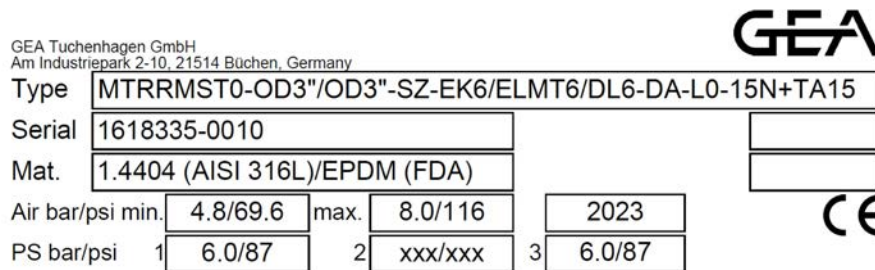 GEA
GEA Tuchenhagen GmbH
Am Industriepark 2-10, 21514 Büchen, Germany
Type MTRRMST0-OD3"/OD3"-SZ-EK6/ELMT6/DL6-DA-L0-15N+TA15
Serial 1618335-0010
Mat. 1.4404 (AISI 316L)/EPDM (FDA)
Air bar/psi min. 4.8/69.6 max. 8.0/116 2023 CE
PS bar/psi 1 6.0/87 2 xxx/xxx 3 6.0/87